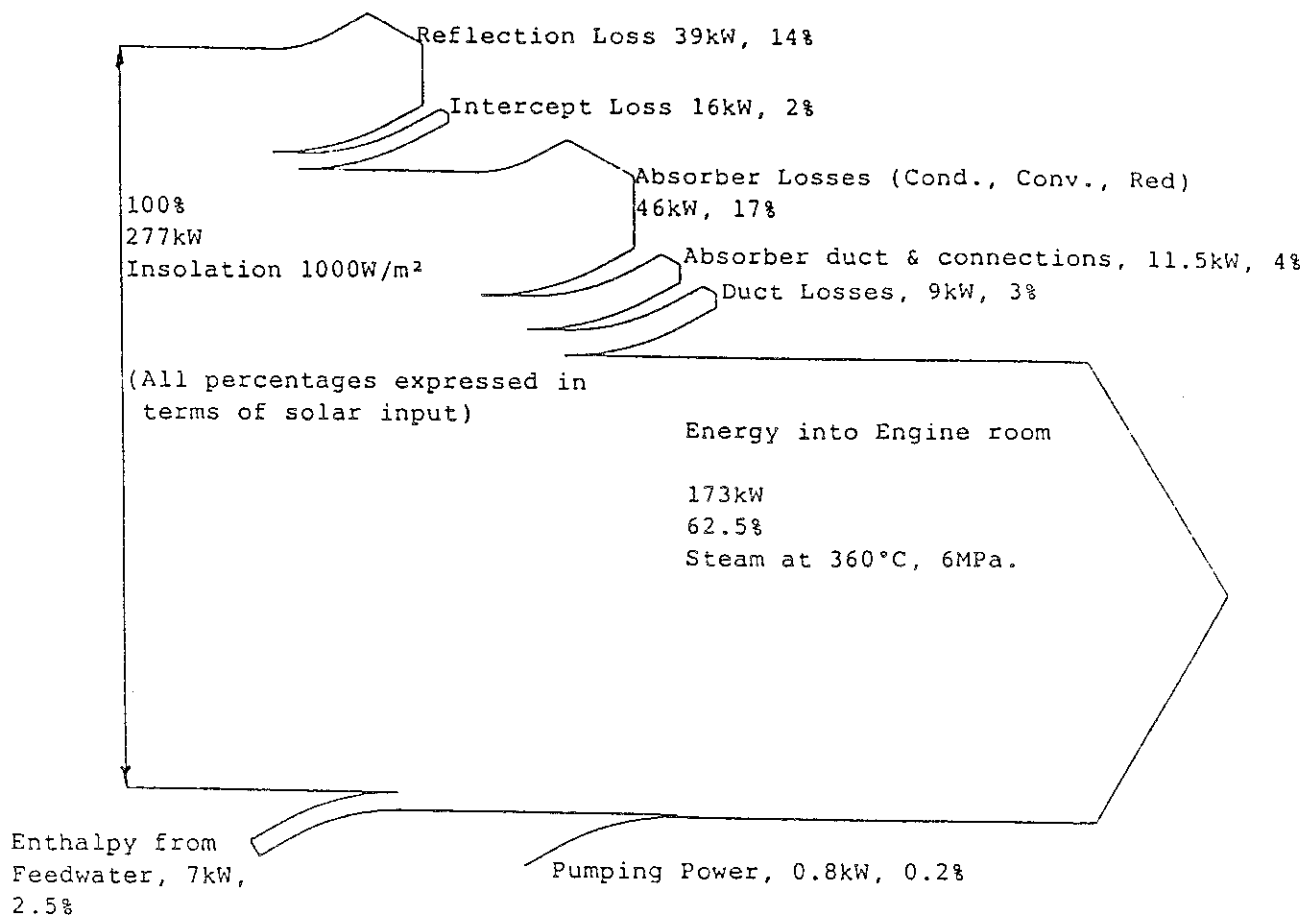 Reflection Loss 39kW, 14%
Intercept Loss 16kW, 2%
Absorber Losses (Cond., Conv., Red)
46kW, 17%
100%
277kW
Insolation 1000W/m²
Absorber duct & connections, 11.5kW, 4%
Duct Losses, 9kW, 3%
(All percentages expressed in
terms of solar input)
Energy into Engine room
173kW
62.5%
Steam at 360°C, 6MPa.
Enthalpy from
Feedwater, 7kW,
2.5%
Pumping Power, 0.8kW, 0.2%